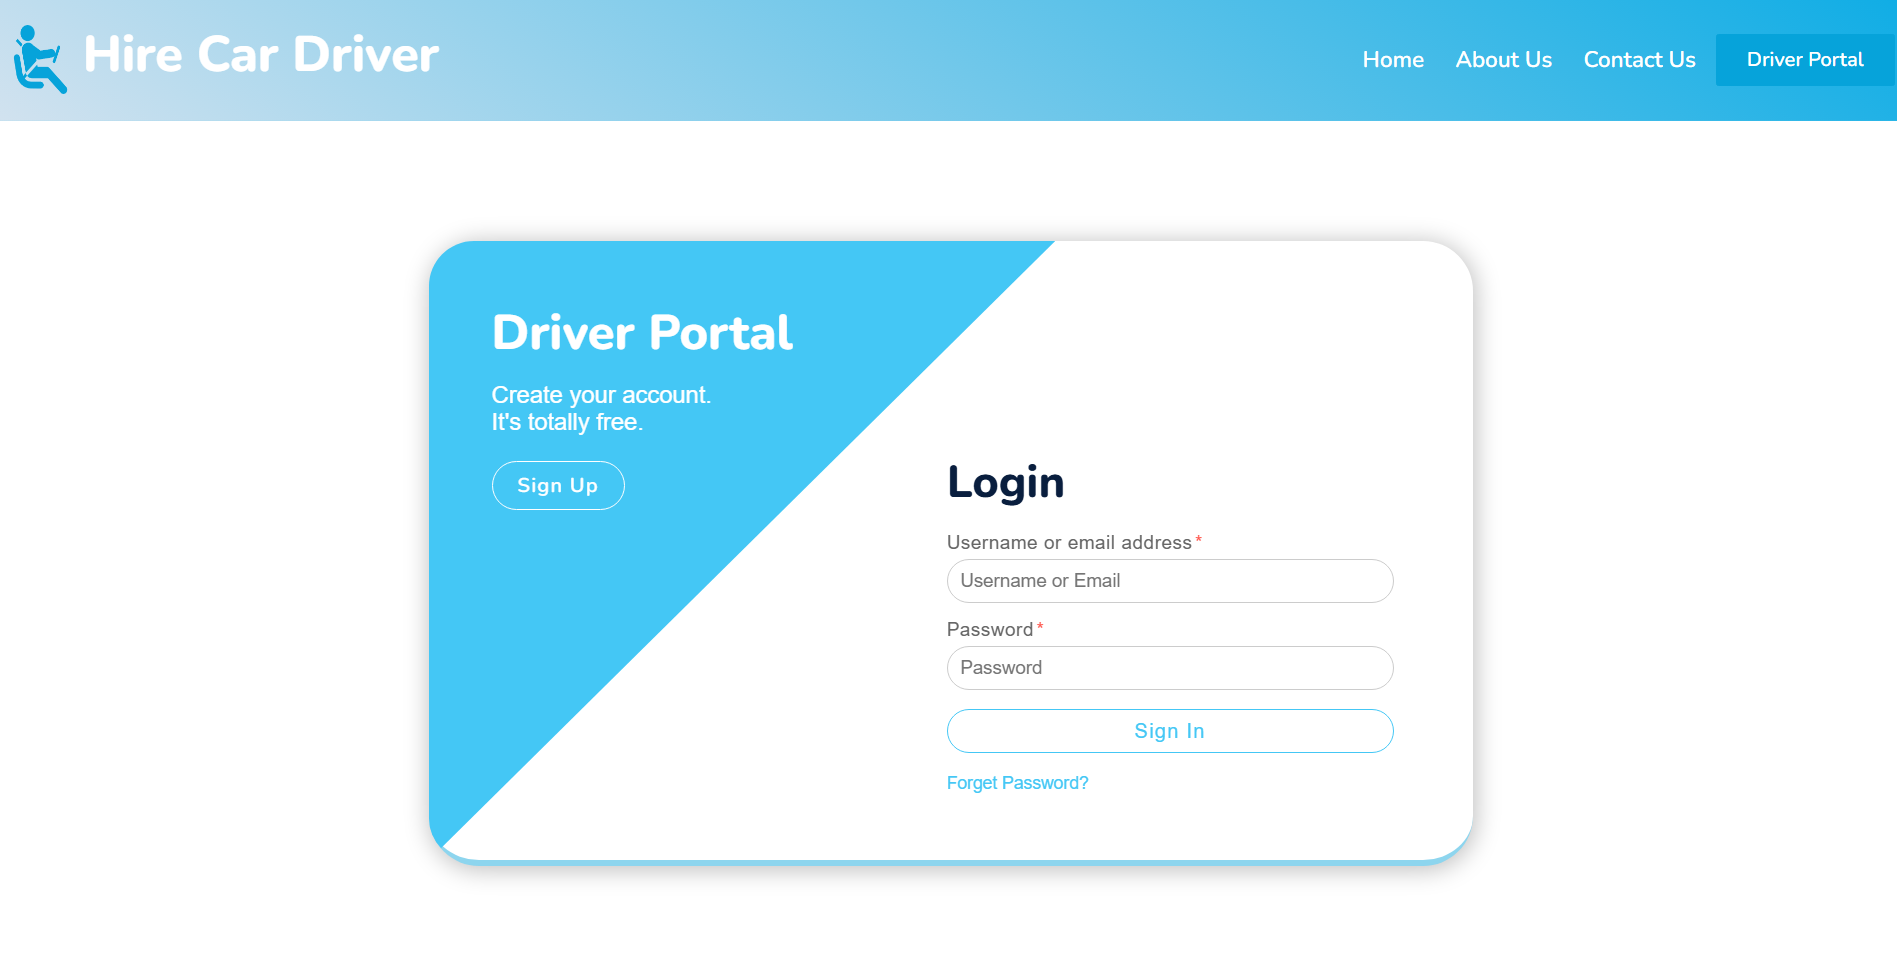 Hire Car Driver
Home About Us Contact Us Driver Portal
Driver Portal
Create your account.
It's totally free.
Sign Up
Login
Username or email address*
Username or Email
Password*
Password
Sign In
Forget Password?